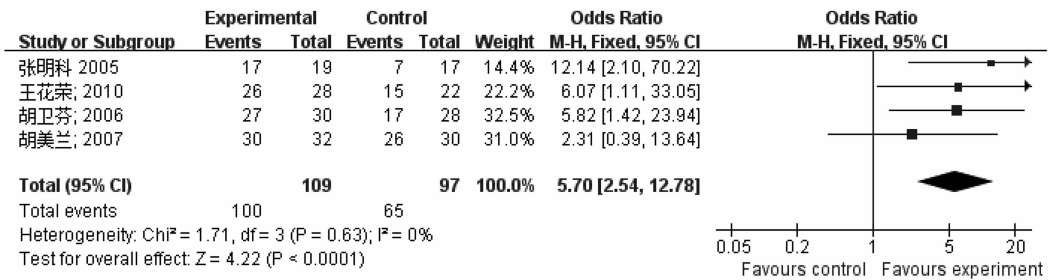 Experimental Control Odds Ratio Odds Ratio
Study or Subgroup Events Total Events Total Weight M-H, Fixed, 95% CI M-H, Fixed, 95% CI
张明科 2005 17 19 7 17 14.4% 12.14 [2.10, 70.22]
王花荣; 2010 26 28 15 22 22.2% 6.07 [1.11, 33.05]
胡卫芬; 2006 27 30 17 28 32.5% 5.82 [1.42, 23.94]
胡美兰; 2007 30 32 26 30 31.0% 2.31 [0.39, 13.64]
Total (95% CI) 109 97 100.0% 5.70 [2.54, 12.78]
Total events 100 65
Heterogeneity: Chi² = 1.71, df = 3 (P = 0.63); I² = 0%
Test for overall effect: Z = 4.22 (P < 0.0001)
0.05 0.2 1 5 20
Favours control Favours experiment